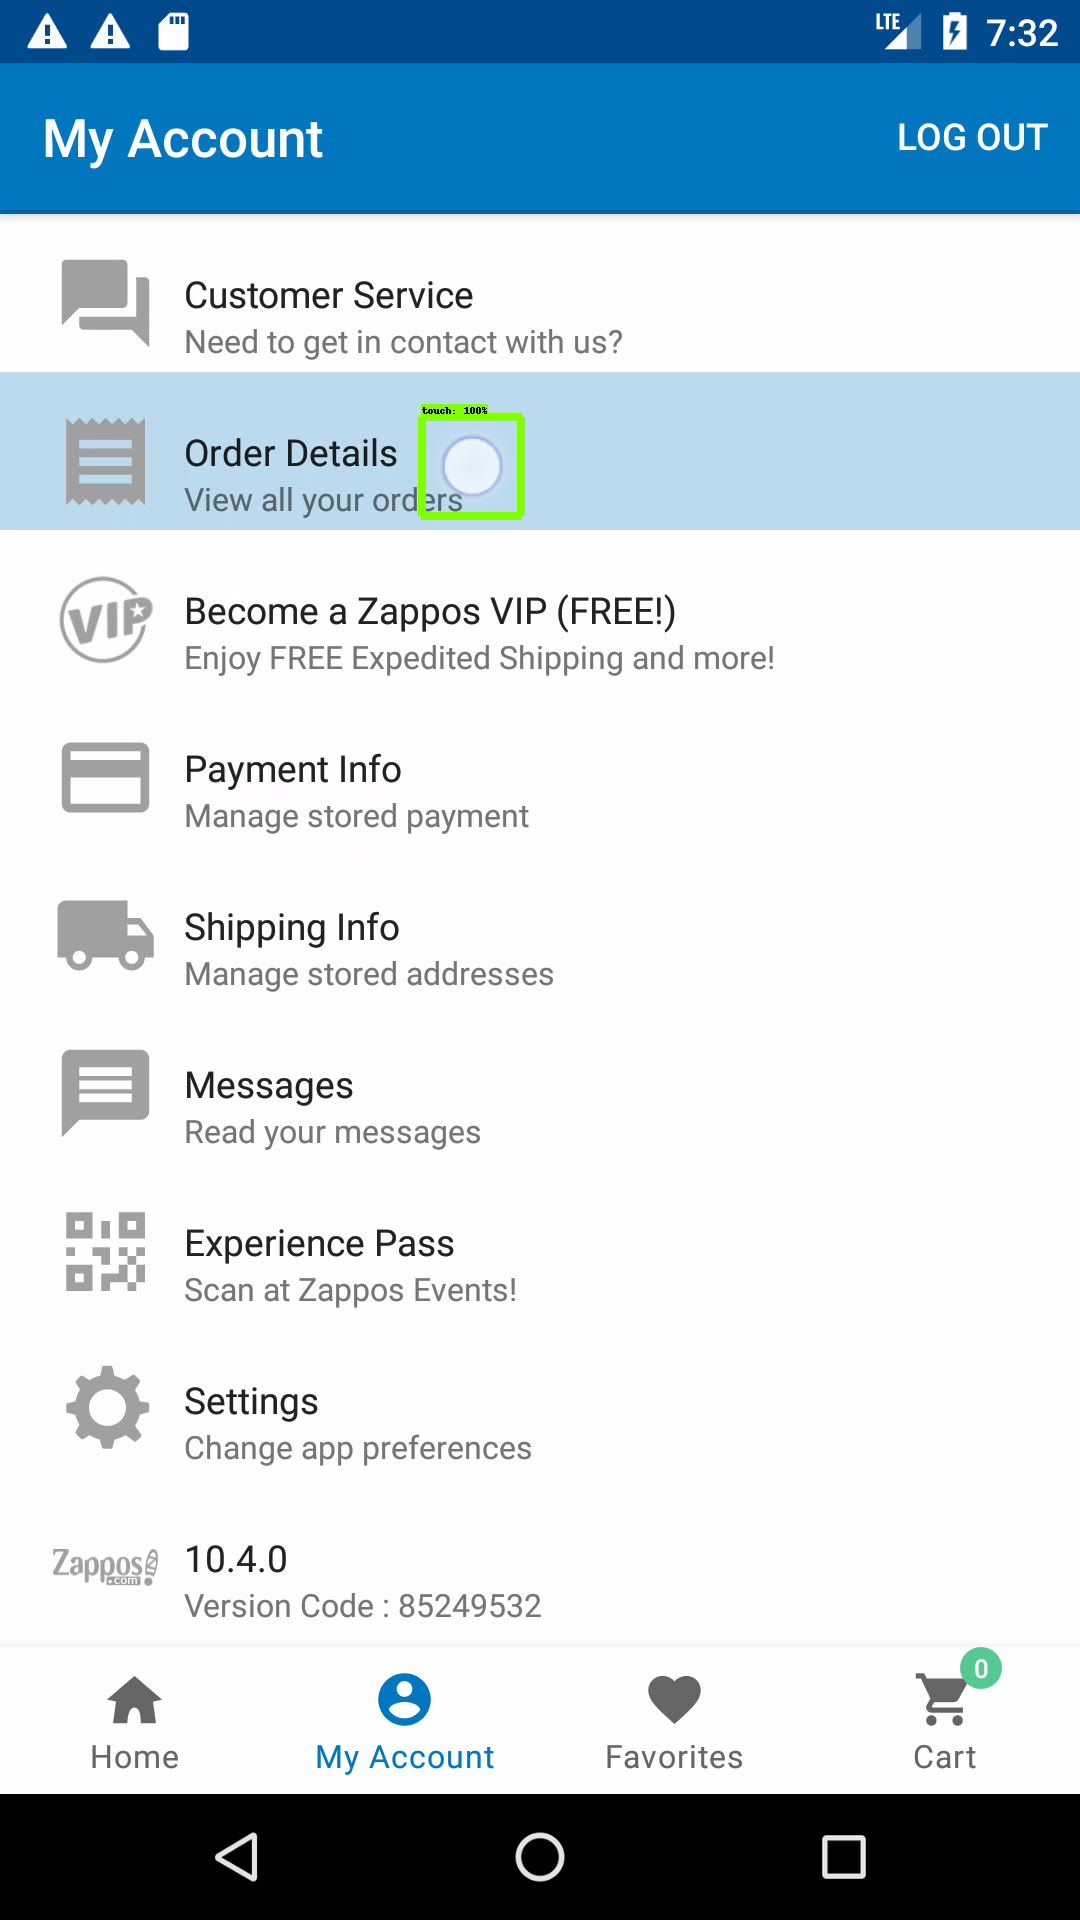 LTE 7:32
My Account LOG OUT
Customer Service
Need to get in contact with us?
touch: 100%
Order Details
View all your orders
VIP
Become a Zappos VIP (FREE!)
Enjoy FREE Expedited Shipping and more!
Payment Info
Manage stored payment
Shipping Info
Manage stored addresses
Messages
Read your messages
Experience Pass
Scan at Zappos Events!
Settings
Change app preferences
Zappos
.com
10.4.0
Version Code : 85249532
0
Home My Account Favorites Cart